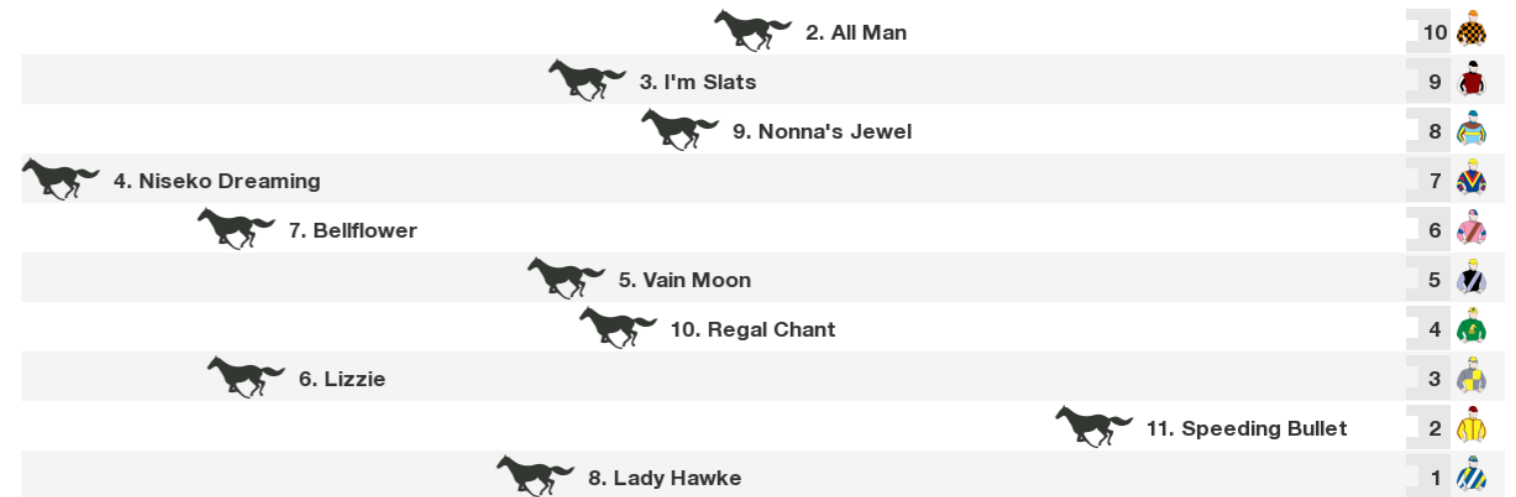 2. All Man 10
3. I'm Slats 9
9. Nonna's Jewel 8
4. Niseko Dreaming 7
7. Bellflower 6
5. Vain Moon 5
10. Regal Chant 4
6. Lizzie 3
11. Speeding Bullet 2
8. Lady Hawke 1